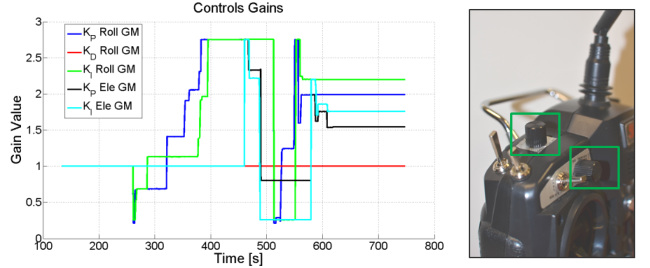 Controls Gains
3
2.5
2
1.5
1
0.5
0
Gain Value
K_P Roll GM
K_D Roll GM
K_I Roll GM
K_P Ele GM
K_I Ele GM
100 200 300 400 500 600 700 800
Time [s]